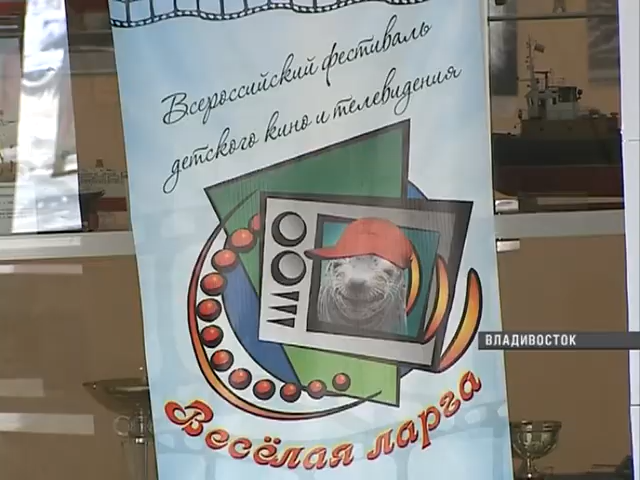 Всероссийский фестиваль
детского кино и телевидения
ВЛАДИВОСТОК
Весёлая ларга